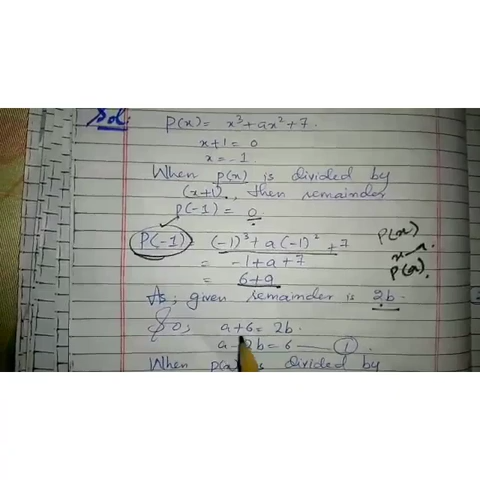 Sol:
P(x) = x³ + ax² + 7.
x+1 = 0
x = -1.
When p(x) is divided by
(x+1), then remainder
p(-1) = 0.
P(-1) (-1)³ + a(-1)² + 7
= -1 + a + 7
= 6+a
P(x)
x
P(a).
As, given remainder is 2b.
So, a+6 = 2b.
a-2b = 6 — ①
When p(x) is divided by